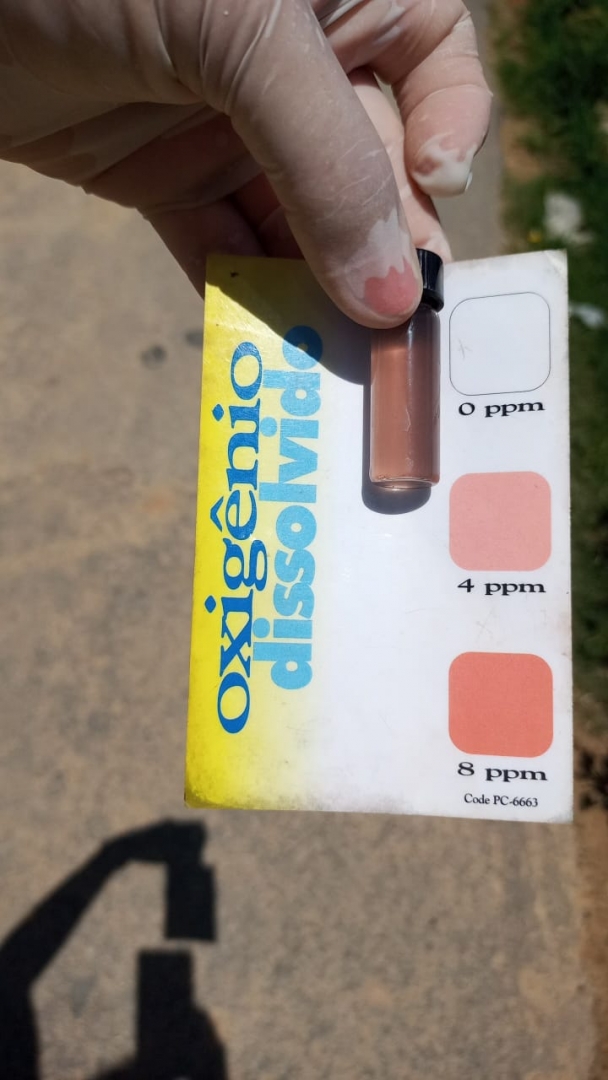 oxigênio
dissolvido
0 ppm
4 ppm
8 ppm
Code PC-6663